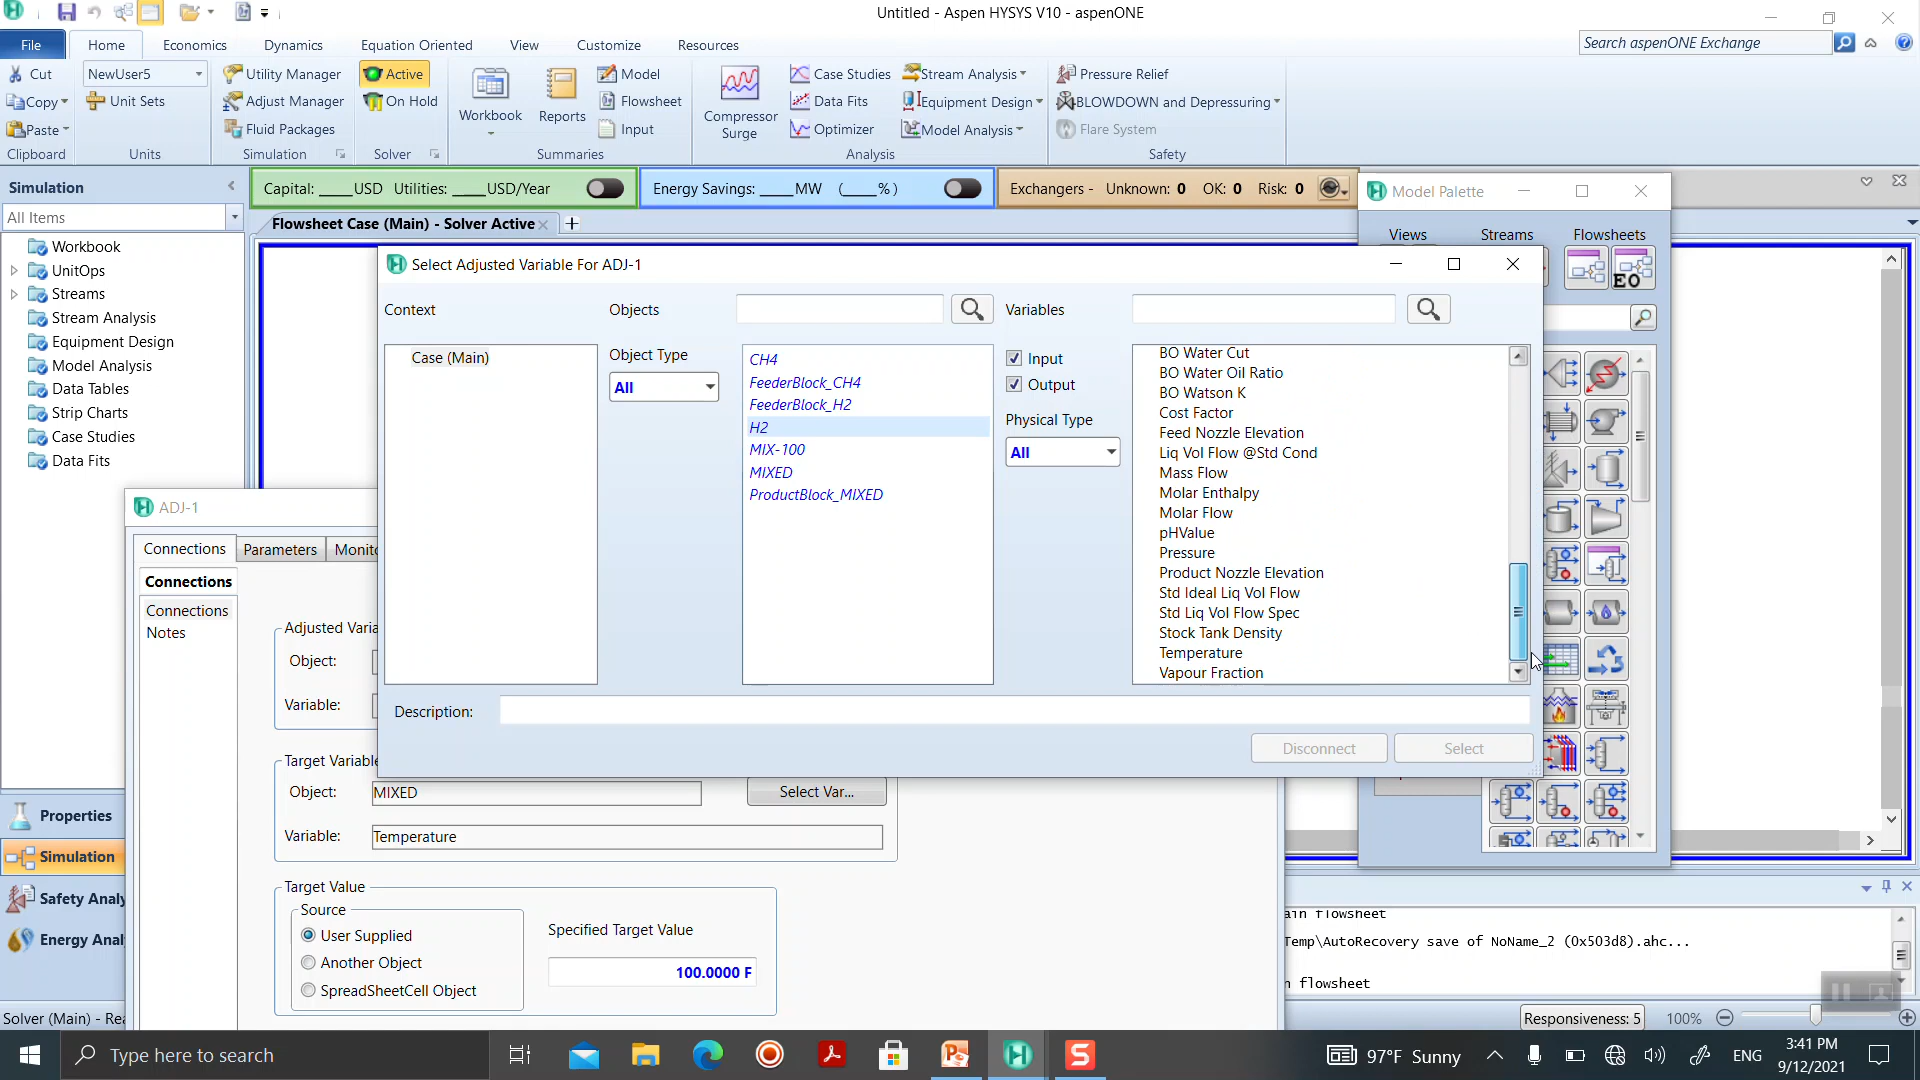 Untitled - Aspen HYSYS V10 - aspenONE
File
Home
Economics
Dynamics
Equation Oriented
View
Customize
Resources
Search aspenONE Exchange
Cut
Copy
Paste
Clipboard
NewUser5
Unit Sets
Units
Utility Manager
Adjust Manager
Fluid Packages
Simulation
Active
On Hold
Solver
Workbook
Reports
Model
Flowsheet
Input
Summaries
Compressor
Surge
Case Studies
Data Fits
Optimizer
Stream Analysis
Equipment Design
Model Analysis
Analysis
Pressure Relief
BLOWDOWN and Depressuring
Flare System
Safety
Simulation
All Items
Workbook
UnitOps
Streams
Stream Analysis
Equipment Design
Model Analysis
Data Tables
Strip Charts
Case Studies
Data Fits
Properties
Simulation
Safety Analy
Energy Anal
Capital: ____USD Utilities: ____USD/Year
Energy Savings: ____MW (____%)
Exchangers - Unknown: 0 OK: 0 Risk: 0
Flowsheet Case (Main) - Solver Active
Model Palette
Views
Streams
Flowsheets
EO
Select Adjusted Variable For ADJ-1
Context
Objects
Variables
Case (Main)
Object Type
All
CH4
FeederBlock_CH4
FeederBlock_H2
H2
MIX-100
MIXED
ProductBlock_MIXED
Input
Output
Physical Type
All
BO Water Cut
BO Water Oil Ratio
BO Watson K
Cost Factor
Feed Nozzle Elevation
Liq Vol Flow @Std Cond
Mass Flow
Molar Enthalpy
Molar Flow
pHValue
Pressure
Product Nozzle Elevation
Std Ideal Liq Vol Flow
Std Liq Vol Flow Spec
Stock Tank Density
Temperature
Vapour Fraction
Description:
Disconnect
Select
ADJ-1
Connections
Parameters
Monito
Connections
Connections
Notes
Adjusted Varia
Object:
Variable:
Target Variable
Object:
MIXED
Select Var...
Variable:
Temperature
Target Value
Source
User Supplied
Another Object
SpreadSheetCell Object
Specified Target Value
100.0000 F
ain flowsheet
Temp\AutoRecovery save of NoName_2 (0x503d8).ahc...
n flowsheet
Solver (Main) - Rea
Responsiveness: 5
100%
Type here to search
97°F Sunny
ENG
3:41 PM
9/12/2021